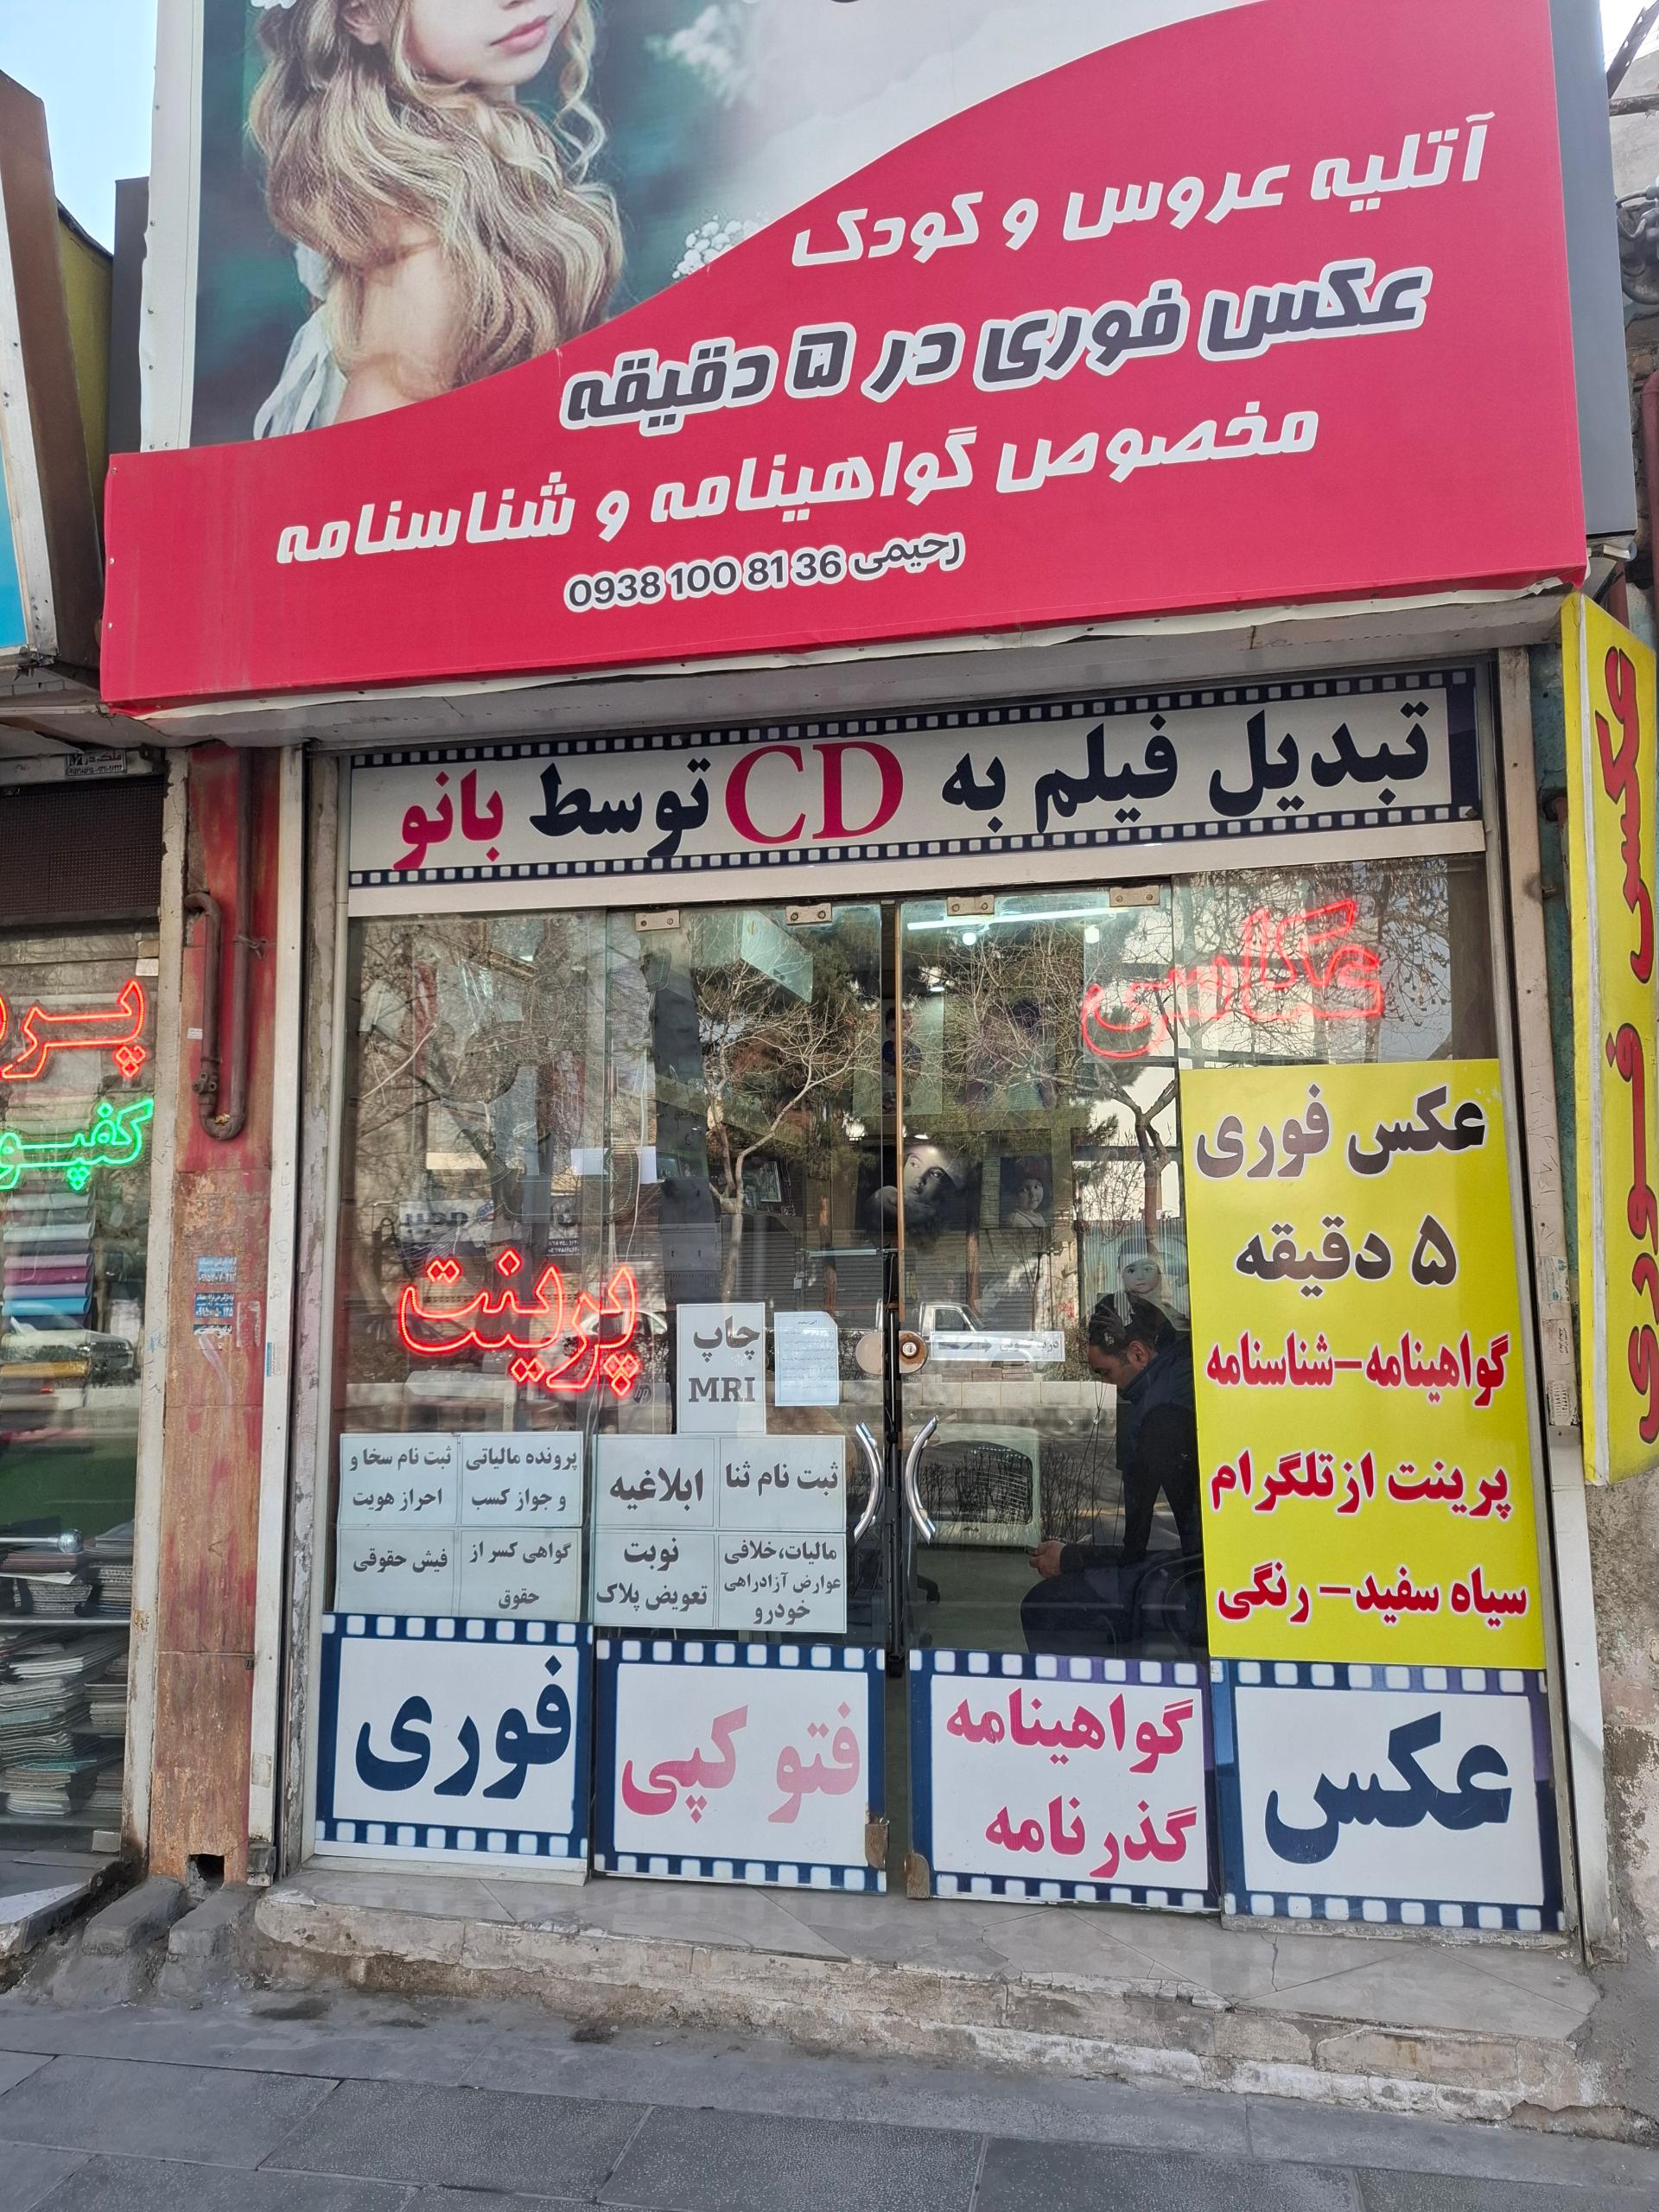 آتلیه عروس و کودک
عکس فوری در ۵ دقیقه
مخصوص گواهینامه و شناسنامه
رحیمی 0938 100 81 36
تبدیل فیلم به CD توسط بانو
عکس فوری
عکاسی
عکس فوری
۵ دقیقه
گواهینامه-شناسنامه
پرینت از تلگرام
سیاه سفید- رنگی
پرینت
چاپ
MRI
ثبت نام ثنا
ابلاغیه
مالیات،خلافی
عوارض آزادراهی
خودرو
نوبت
تعویض پلاک
پرونده مالیاتی
و جواز کسب
ثبت نام سخا و
احراز هویت
گواهی کسر از
حقوق
فیش حقوقی
عکس
گواهینامه
گذرنامه
فتو کپی
فوری